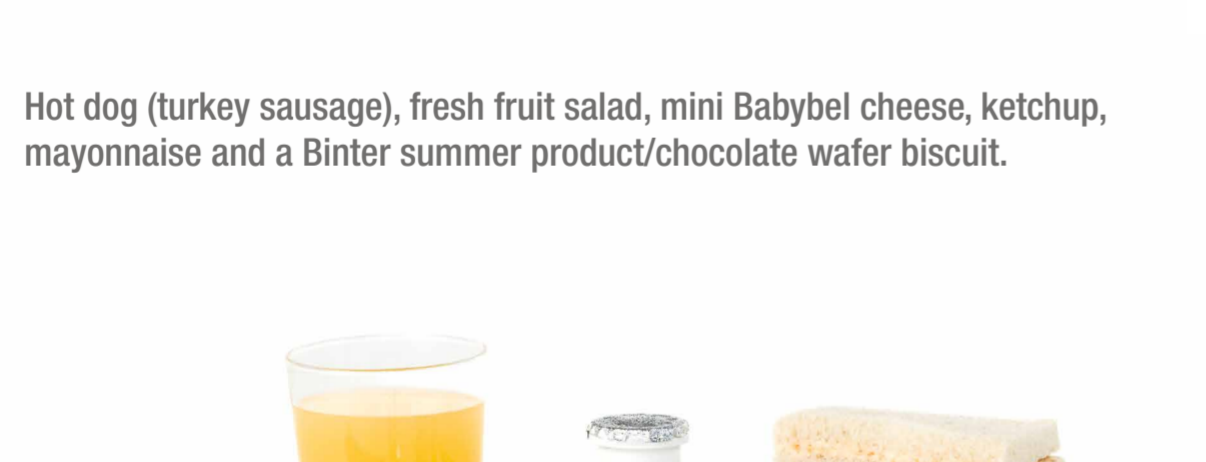 Hot dog (turkey sausage), fresh fruit salad, mini Babybel cheese, ketchup,
mayonnaise and a Binter summer product/chocolate wafer biscuit.